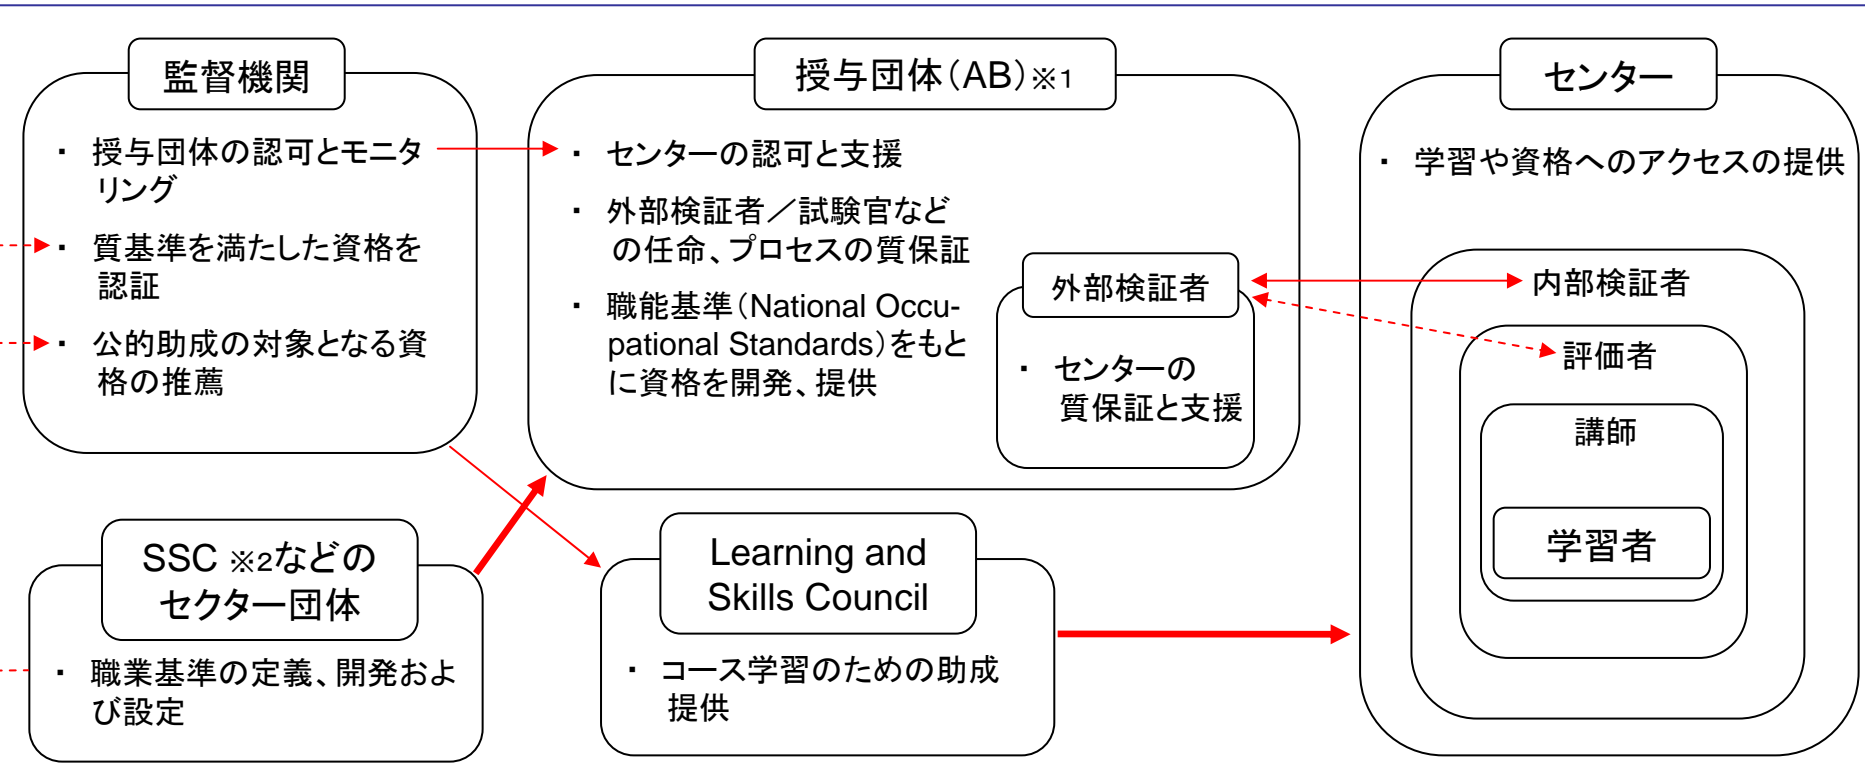 監督機関
・ 授与団体の認可とモニタ
リング
・ 質基準を満たした資格を
認証
・ 公的助成の対象となる資
格の推薦
授与団体（AB）※1
・ センターの認可と支援
・ 外部検証者／試験官など
の任命、プロセスの質保証
・ 職能基準（National Occu-
pational Standards）をもと
に資格を開発、提供
外部検証者
・ センターの
質保証と支援
センター
・ 学習や資格へのアクセスの提供
内部検証者
評価者
講師
学習者
SSC ※2などの
セクター団体
・ 職業基準の定義、開発およ
び設定
Learning and
Skills Council
・ コース学習のための助成
提供